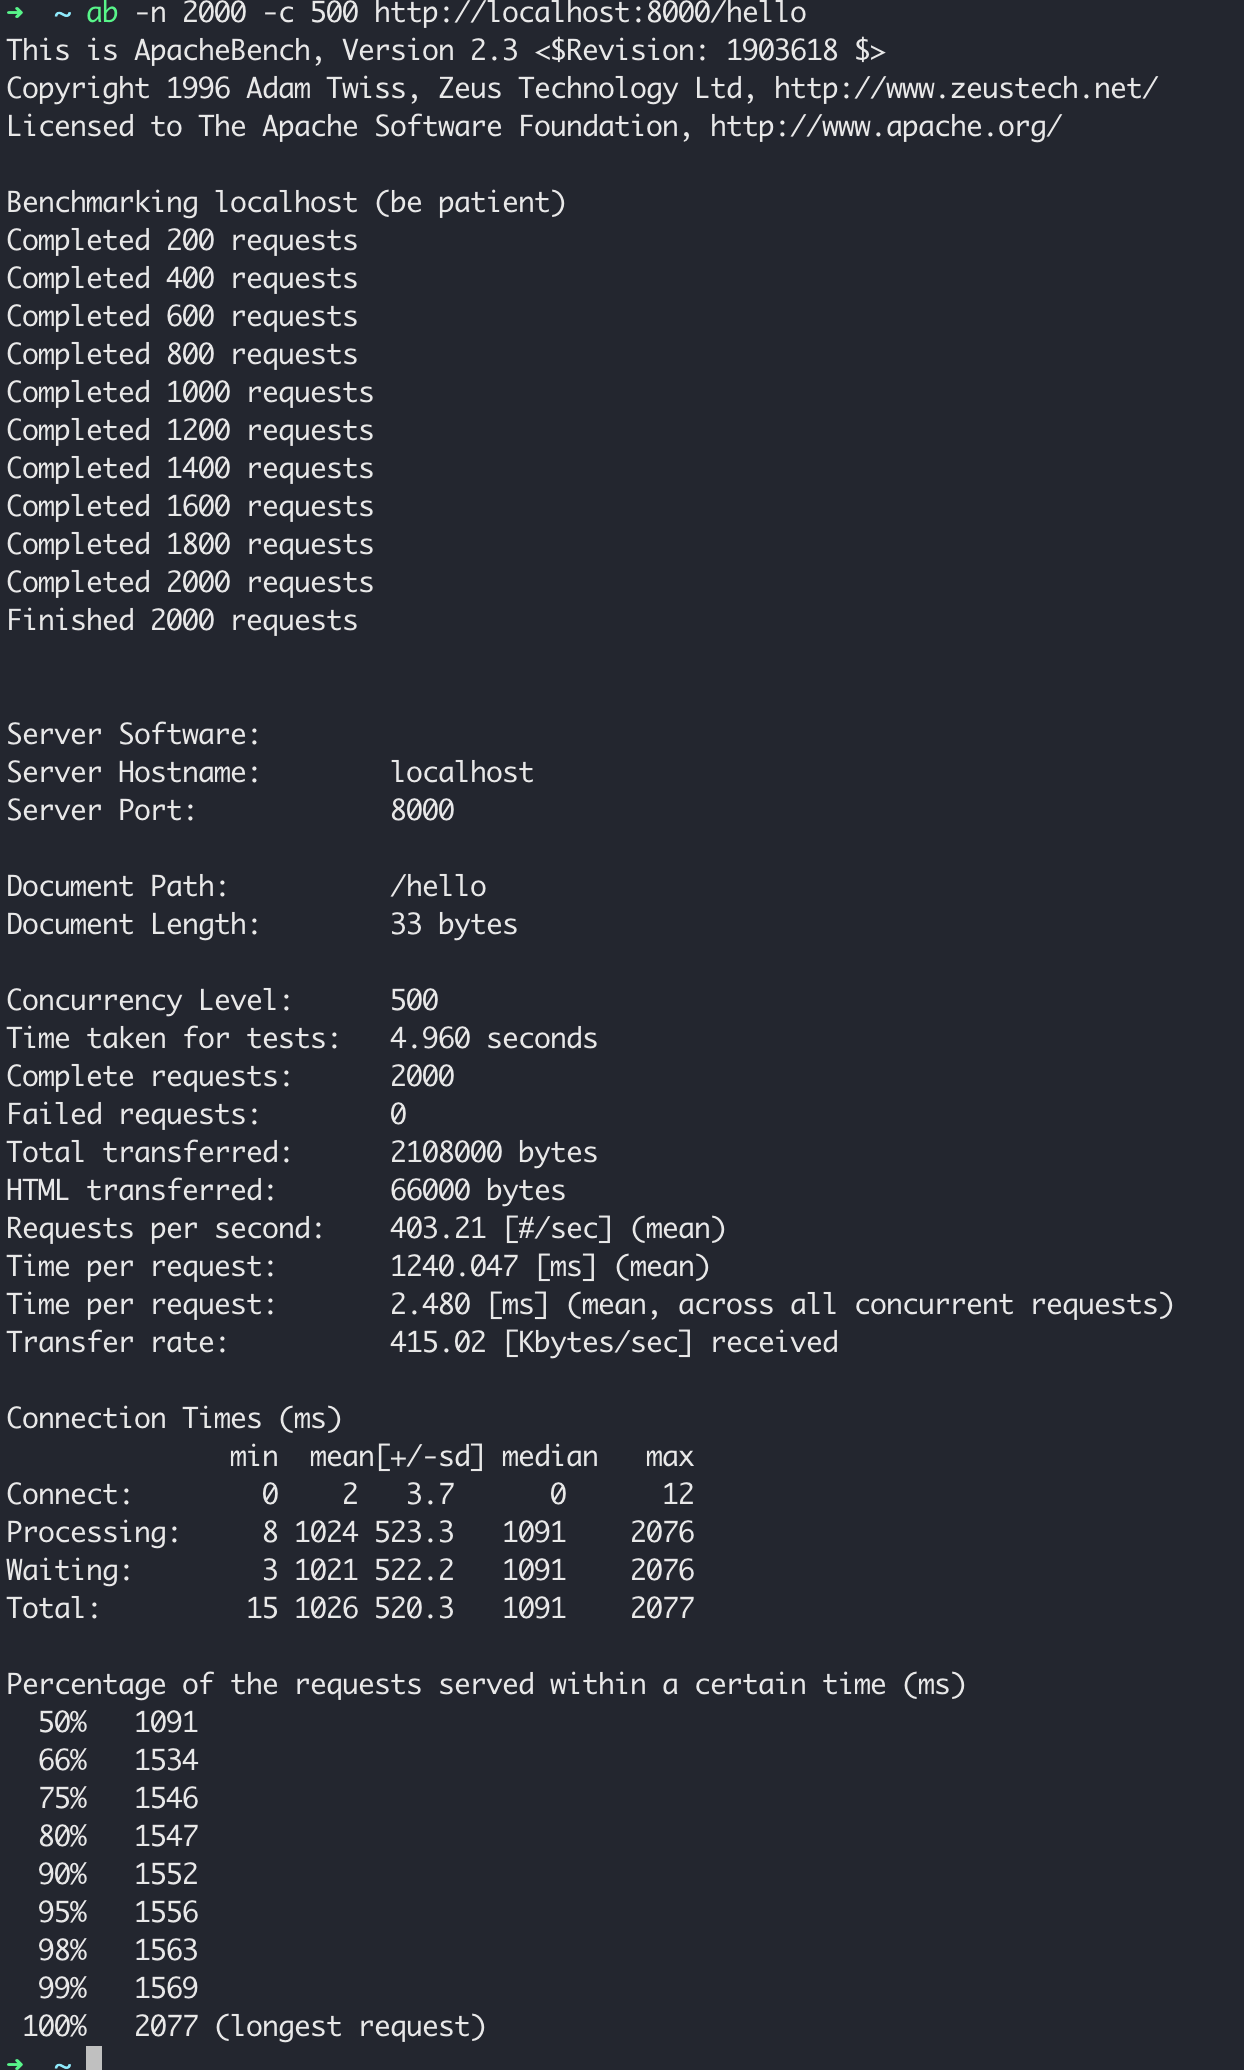 ➜  ~ ab -n 2000 -c 500 http://localhost:8000/hello
This is ApacheBench, Version 2.3 <$Revision: 1903618 $>
Copyright 1996 Adam Twiss, Zeus Technology Ltd, http://www.zeustech.net/
Licensed to The Apache Software Foundation, http://www.apache.org/

Benchmarking localhost (be patient)
Completed 200 requests
Completed 400 requests
Completed 600 requests
Completed 800 requests
Completed 1000 requests
Completed 1200 requests
Completed 1400 requests
Completed 1600 requests
Completed 1800 requests
Completed 2000 requests
Finished 2000 requests


Server Software:
Server Hostname:        localhost
Server Port:            8000

Document Path:          /hello
Document Length:        33 bytes

Concurrency Level:      500
Time taken for tests:   4.960 seconds
Complete requests:      2000
Failed requests:        0
Total transferred:      2108000 bytes
HTML transferred:       66000 bytes
Requests per second:    403.21 [#/sec] (mean)
Time per request:       1240.047 [ms] (mean)
Time per request:       2.480 [ms] (mean, across all concurrent requests)
Transfer rate:          415.02 [Kbytes/sec] received

Connection Times (ms)
              min  mean[+/-sd] median   max
Connect:        0    2   3.7      0      12
Processing:     8 1024 523.3   1091    2076
Waiting:        3 1021 522.2   1091    2076
Total:         15 1026 520.3   1091    2077

Percentage of the requests served within a certain time (ms)
  50%   1091
  66%   1534
  75%   1546
  80%   1547
  90%   1552
  95%   1556
  98%   1563
  99%   1569
 100%   2077 (longest request)
➜  ~